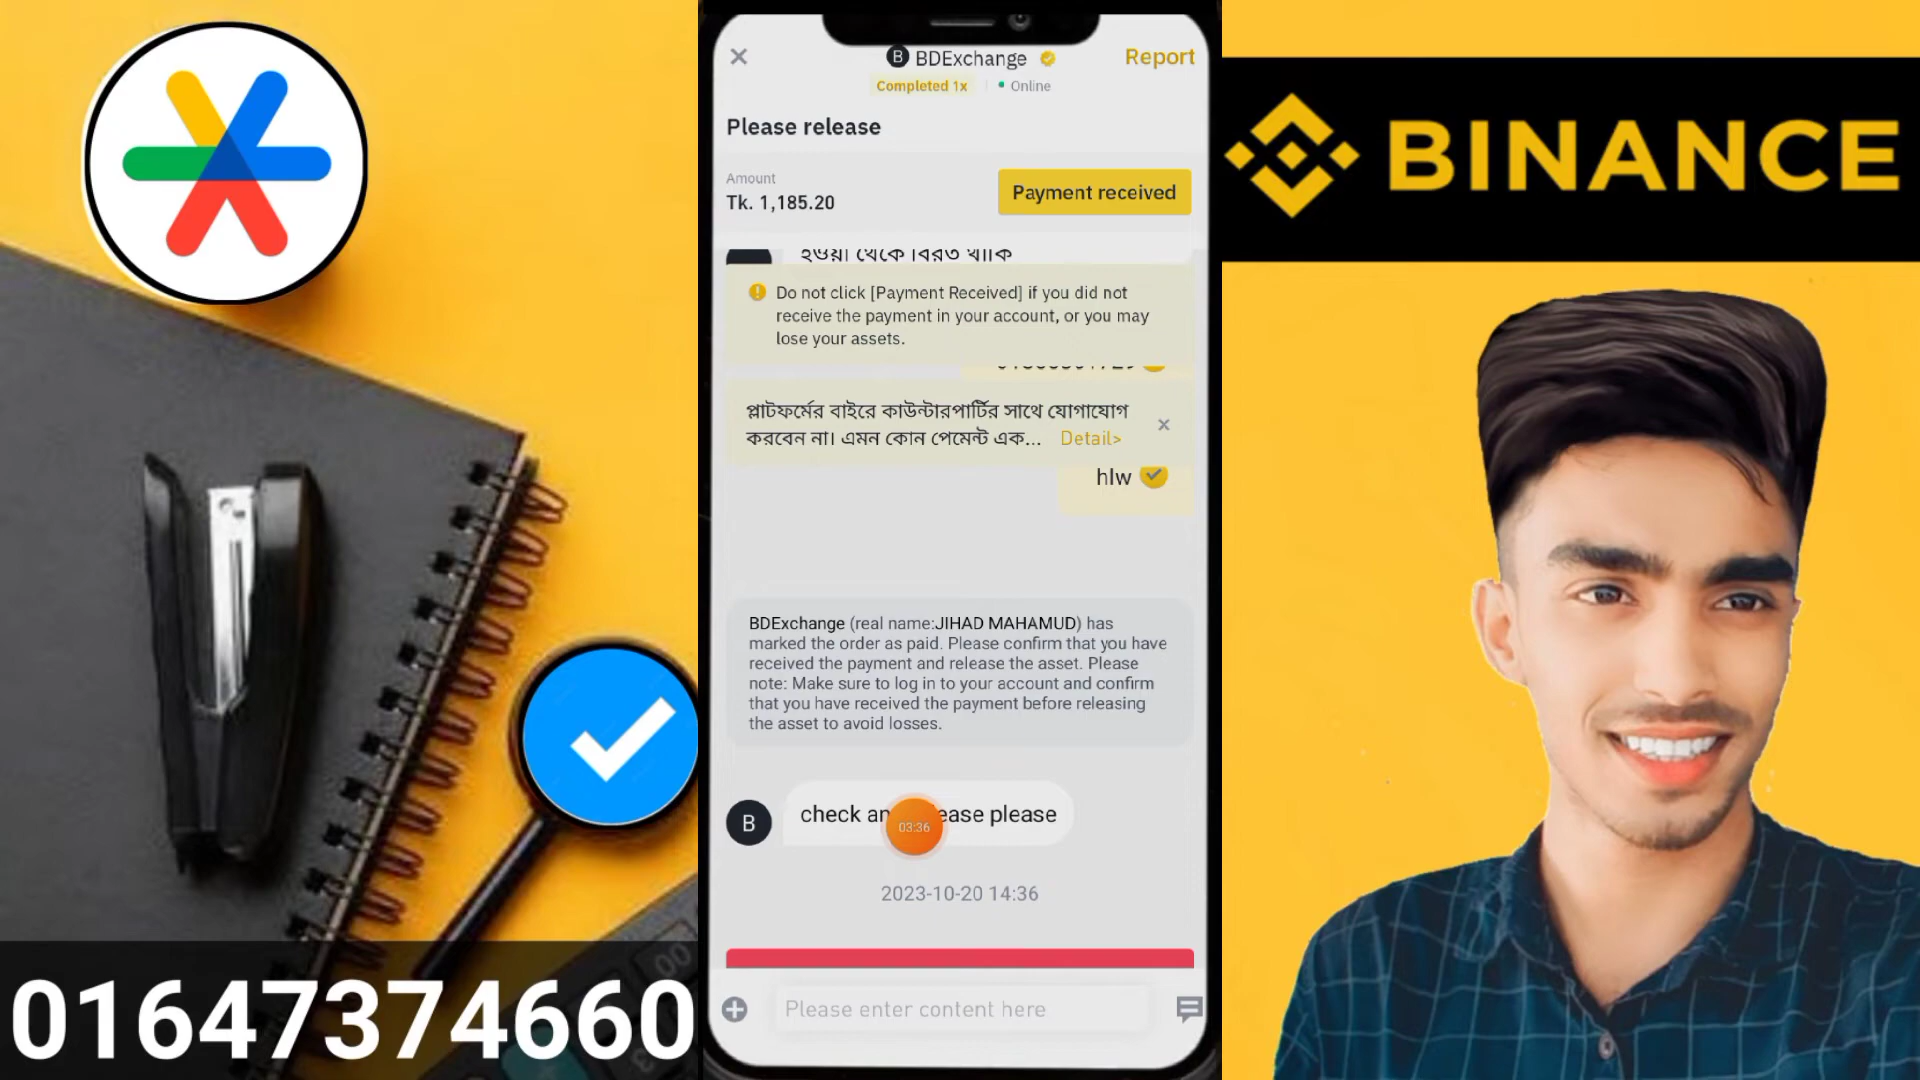 B BDExchange
Report
Completed 1x
Online
Please release
Amount
Tk. 1,185.20
Payment received
হওয়া থেকে বিরত থাকি
Do not click [Payment Received] if you did not
receive the payment in your account, or you may
lose your assets.
প্লাটফর্মের বাইরে কাউন্টারপার্টির সাথে যোগাযোগ
করবেন না। এমন কোন পেমেন্ট এক... Detail>
hlw
BDExchange (real name:JIHAD MAHAMUD) has
marked the order as paid. Please confirm that you have
received the payment and release the asset. Please
note: Make sure to log in to your account and confirm
that you have received the payment before releasing
the asset to avoid losses.
B
check please
03:36
2023-10-20 14:36
Please enter content here
01647374660
BINANCE